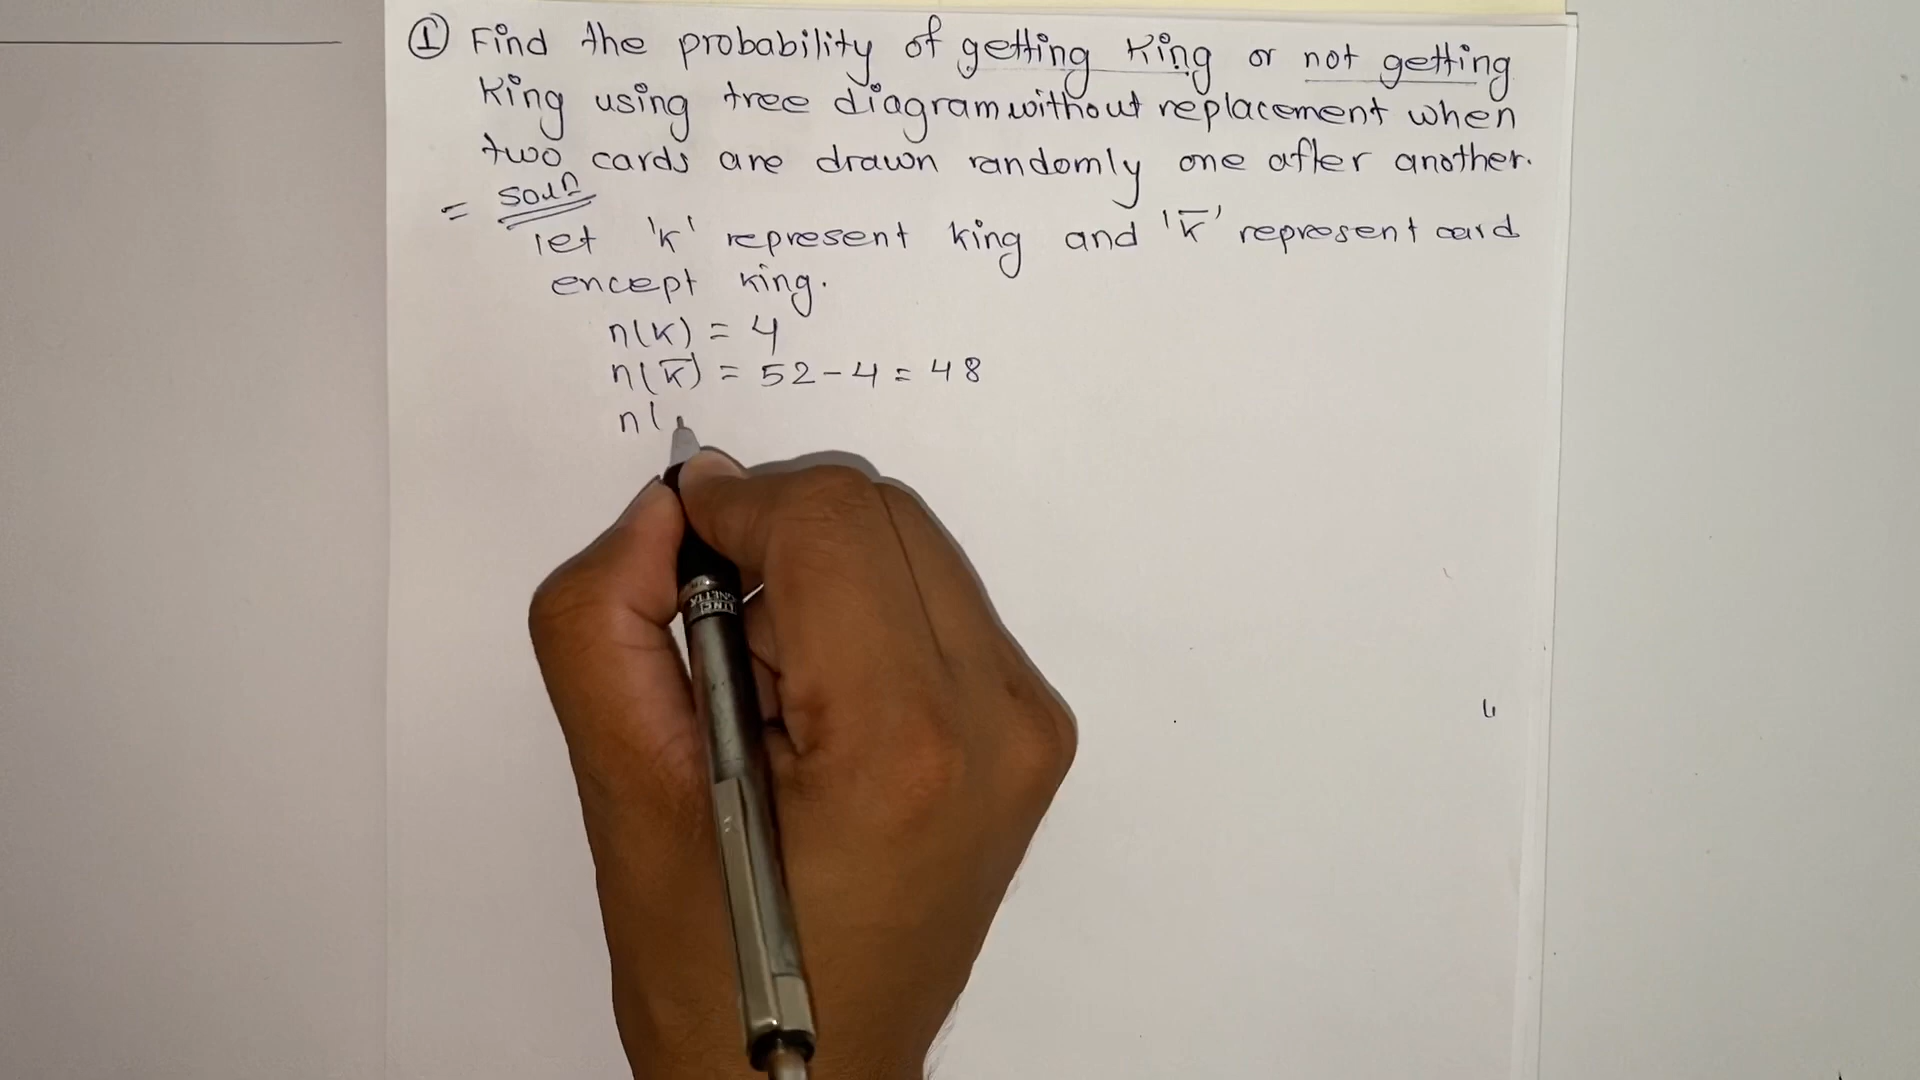 ① Find the probability of getting King or not getting
King using tree diagram without replacement when
two cards are drawn randomly one after another.
= Solⁿ
let 'K' represent king and 'K̅' represent card
encept king.
n(K) = 4
n(K̅) = 52 - 4 = 48
n(